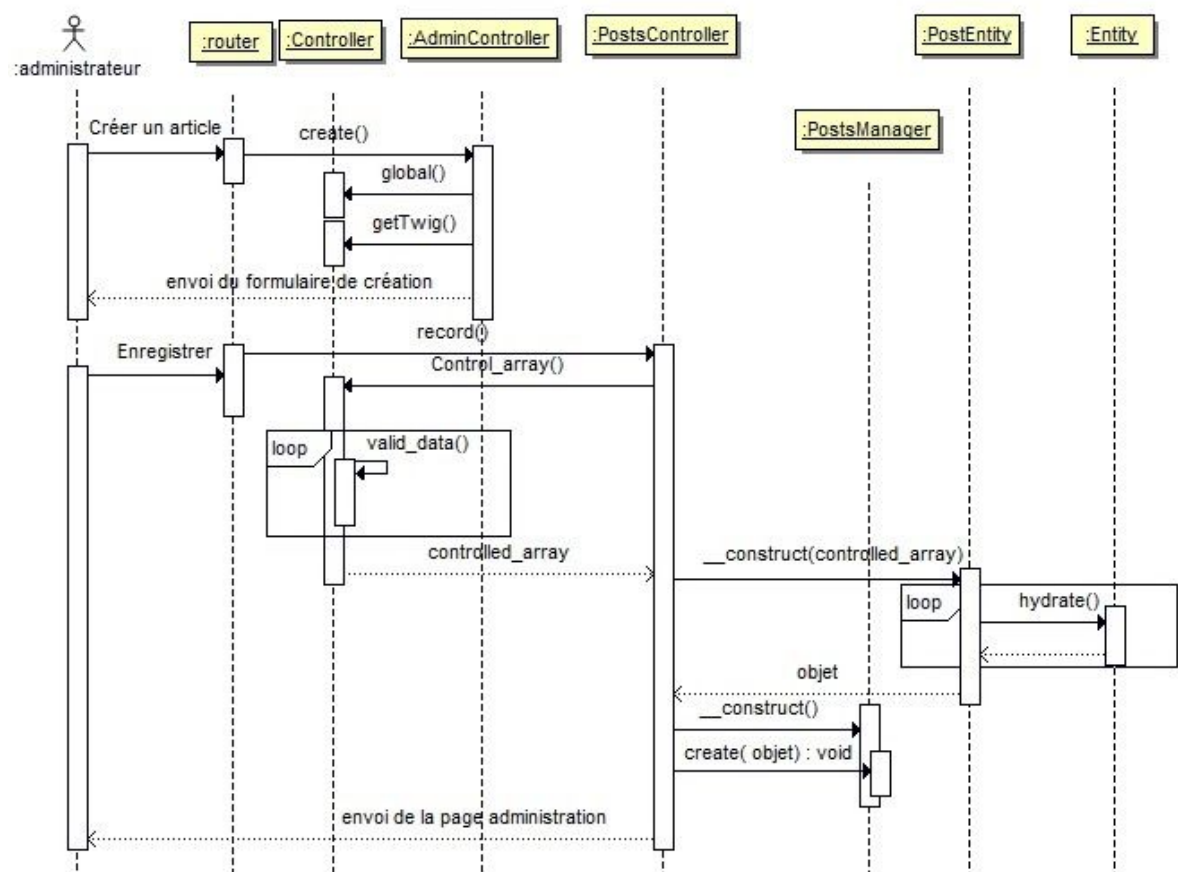 :administrateur
:router
:Controller
:AdminController
:PostsController
:PostEntity
:Entity
:PostsManager
Créer un article
create()
global()
getTwig()
envoi du formulaire de création
record()
Enregistrer
Control_array()
loop
valid_data()
controlled_array
__construct(controlled_array)
loop
hydrate()
objet
__construct()
create( objet) : void
envoi de la page administration